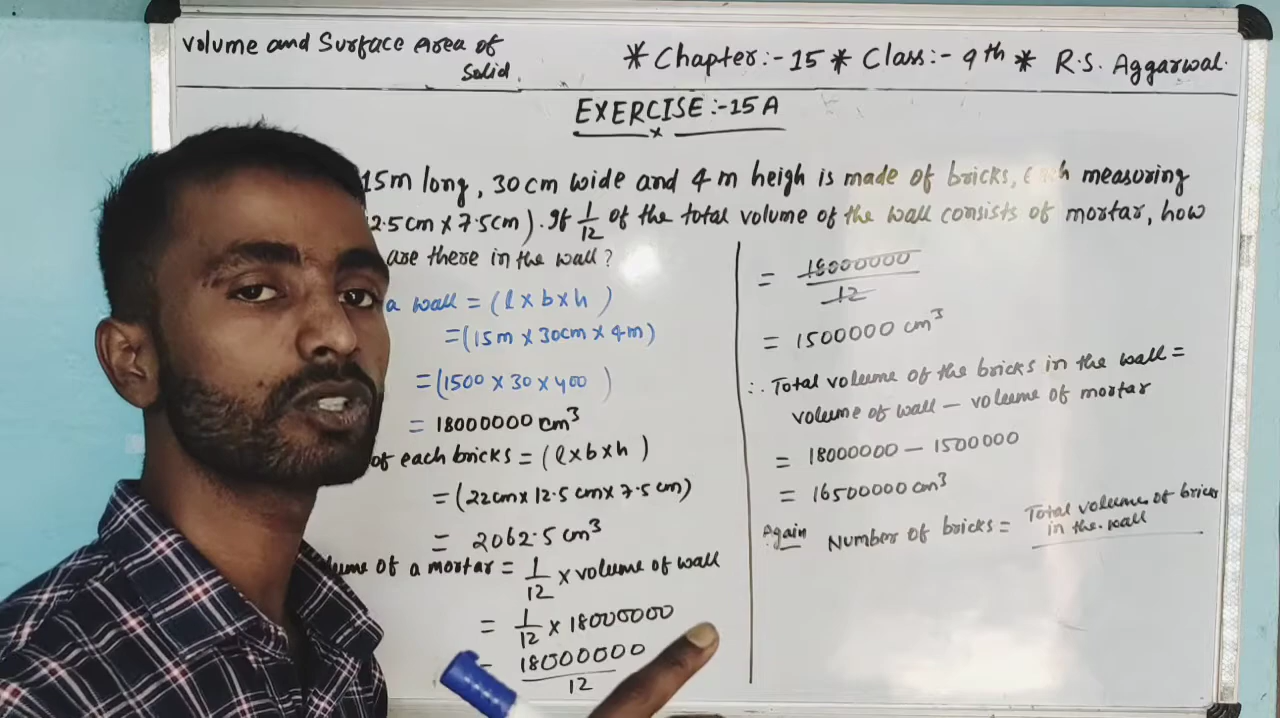 Volume and Surface Area of
Solid.
* Chapter:- 15 * Class:- 9th * R.S. Aggarwal.
EXERCISE:-15A
x
15m long, 30cm wide and 4m heigh is made of bricks, measuring
2.5cm x 7.5cm). If 1/12 of the total volume of the wall consists of mortar, how
are there in the wall?
a wall = (l x b x h)
=(15m x 30cm x 4m)
=(1500 x 30 x 400)
= 18000000 cm³
of each bricks = (l x b x h)
=(22cm x 12.5cm x 7.5cm)
= 2062.5 cm³
of a mortar = 1/12 x volume of wall
= 1/12 x 18000000
= 18000000/12
= 18000000/12
= 1500000 cm³
∴ Total volume of the bricks in the wall =
volume of wall - volume of mortar
= 18000000 - 1500000
= 16500000 cm³
Again Number of bricks = Total volume of bricks
in the wall